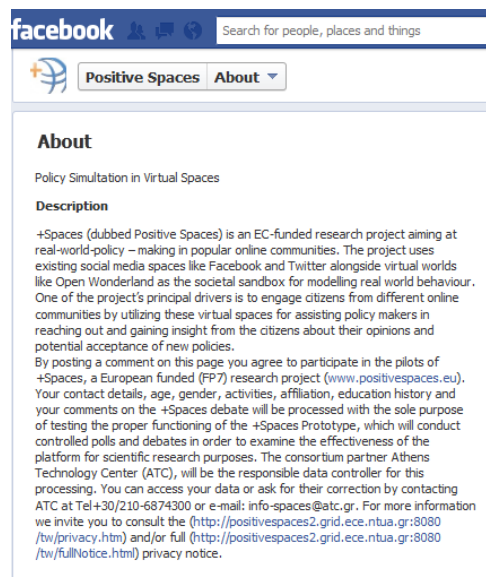 facebook
Search for people, places and things
Positive Spaces About
About
Policy Simultation in Virtual Spaces
Description
+Spaces (dubbed Positive Spaces) is an EC-funded research project aiming at
real-world-policy – making in popular online communities. The project uses
existing social media spaces like Facebook and Twitter alongside virtual worlds
like Open Wonderland as the societal sandbox for modelling real world behaviour.
One of the project's principal drivers is to engage citizens from different online
communities by utilizing these virtual spaces for assisting policy makers in
reaching out and gaining insight from the citizens about their opinions and
potential acceptance of new policies.
By posting a comment on this page you agree to participate in the pilots of
+Spaces, a European funded (FP7) research project (www.positivespaces.eu).
Your contact details, age, gender, activities, affiliation, education history and
your comments on the +Spaces debate will be processed with the sole purpose
of testing the proper functioning of the +Spaces Prototype, which will conduct
controlled polls and debates in order to examine the effectiveness of the
platform for scientific research purposes. The consortium partner Athens
Technology Center (ATC), will be the responsible data controller for this
processing. You can access your data or ask for their correction by contacting
ATC at Tel+30/210-6874300 or e-mail: info-spaces@atc.gr. For more information
we invite you to consult the (http://positivespaces2.grid.ece.ntua.gr:8080
/tw/privacy.htm) and/or full (http://positivespaces2.grid.ece.ntua.gr:8080
/tw/fullNotice.html) privacy notice.